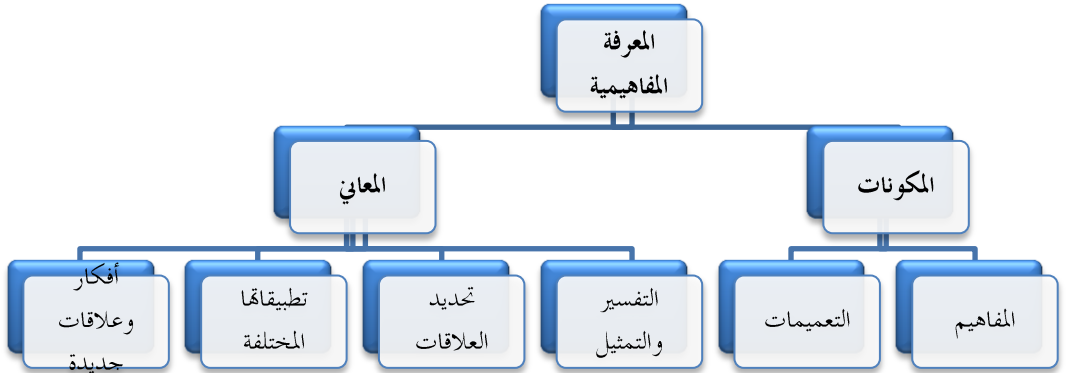 المعرفة
المفاهيمية
المكونات
المعاني
المفاهيم
التعميمات
التفسير
والتمثيل
تحديد
العلاقات
تطبيقاتها
المختلفة
أفكار
وعلاقات
جديدة